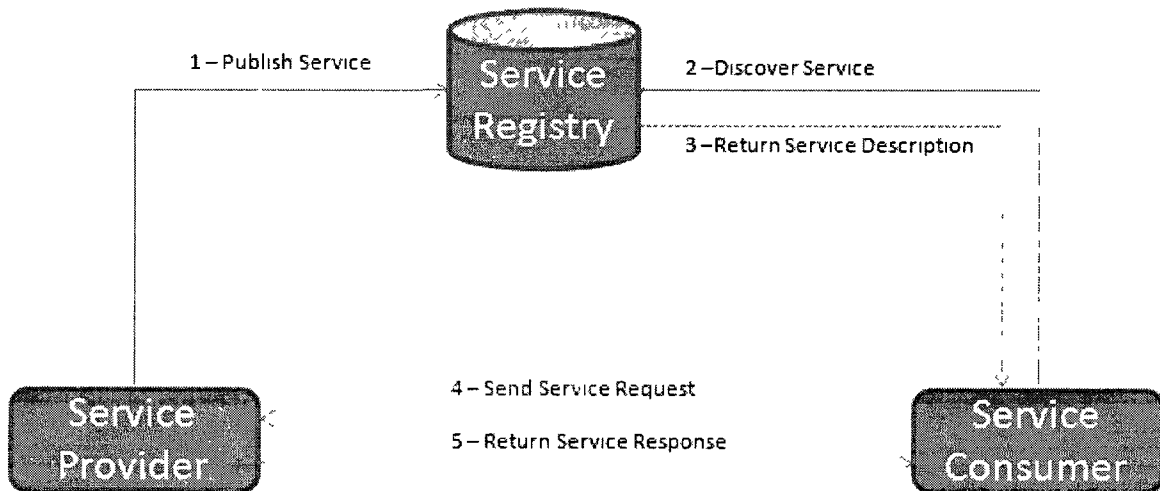 1 – Publish Service
Service
Registry
2 – Discover Service
3 – Return Service Description
4 – Send Service Request
5 – Return Service Response
Service
Provider
Service
Consumer